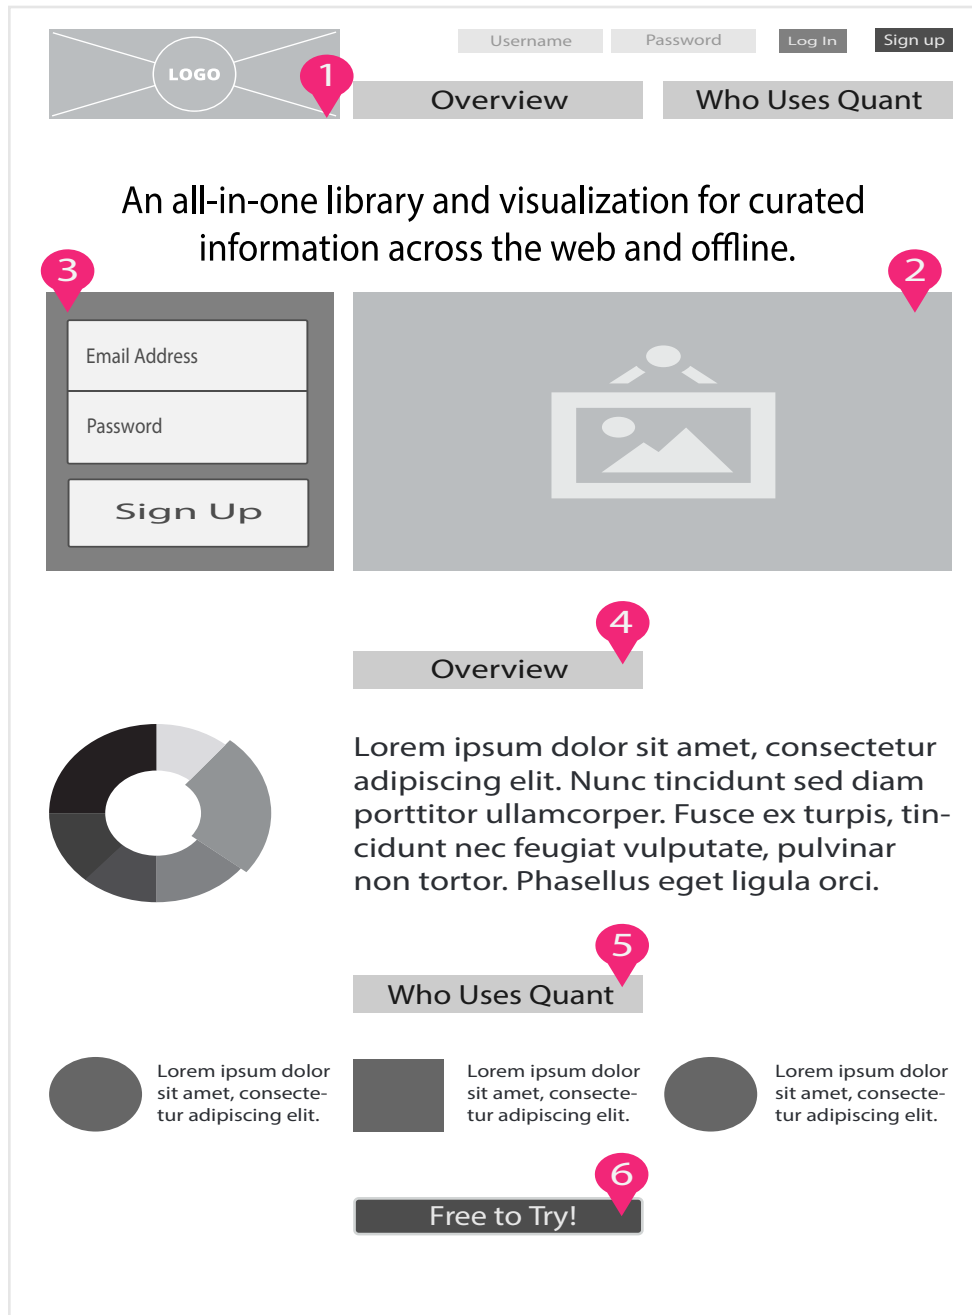 Username Password Log In Sign up
LOGO
1
Overview Who Uses Quant
An all-in-one library and visualization for curated
information across the web and offline.
3
2
Email Address
Password
Sign Up
4
Overview
Lorem ipsum dolor sit amet, consectetur
adipiscing elit. Nunc tincidunt sed diam
porttitor ullamcorper. Fusce ex turpis, tin-
cidunt nec feugiat vulputate, pulvinar
non tortor. Phasellus eget ligula orci.
5
Who Uses Quant
Lorem ipsum dolor
sit amet, consecte-
tur adipiscing elit.
Lorem ipsum dolor
sit amet, consecte-
tur adipiscing elit.
Lorem ipsum dolor
sit amet, consecte-
tur adipiscing elit.
6
Free to Try!